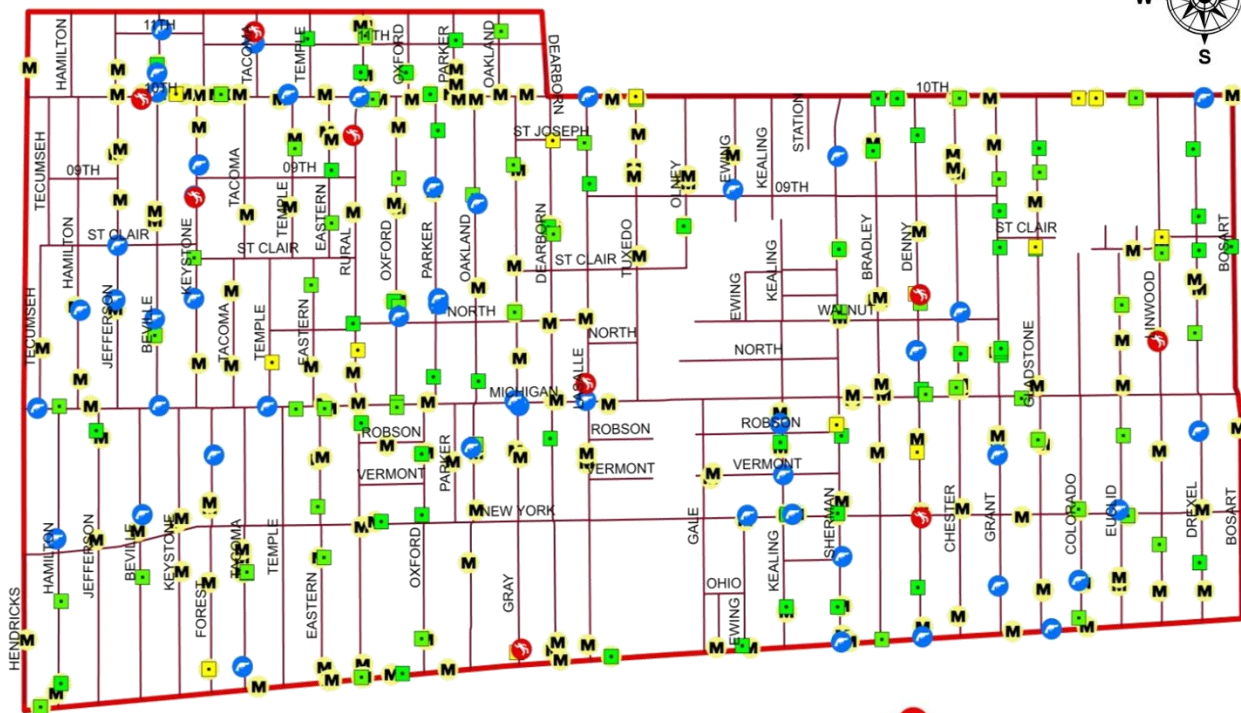 W
S
HAMILTON
11TH
TACOMA
TEMPLE
14TH
OXFORD
PARKER
OAKLAND
DEARBORN
10TH
10TH
STATION
TECUMSEH
ST JOSEPH
KEALING
EWING
09TH
TACOMA
09TH
TEMPLE
EASTERN
OLNEY
09TH
HAMILTON
ST CLAIR
KEYSTONE
ST CLAIR
RURAL
OXFORD
PARKER
OAKLAND
DEARBORN
ST CLAIR
TUXEDO
KEALING
BRADLEY
DENNY
ST CLAIR
BOSART
TECUMSEH
JEFFERSON
BEVILLE
TACOMA
TEMPLE
EASTERN
NORTH
NORTH
EWING
WALNUT
LINWOOD
NORTH
GLADSTONE
LASALLE
MICHIGAN
ROBSON
ROBSON
ROBSON
PARKER
VERMONT
VERMONT
VERMONT
NEW YORK
HAMILTON
JEFFERSON
BEVILLE
KEYSTONE
TACOMA
TEMPLE
OXFORD
GALE
KEALING
SHERMAN
CHESTER
GRANT
COLORADO
EUCLID
DREXEL
BOSART
HENDRICKS
FOREST
EASTERN
GRAY
OHIO
EWING